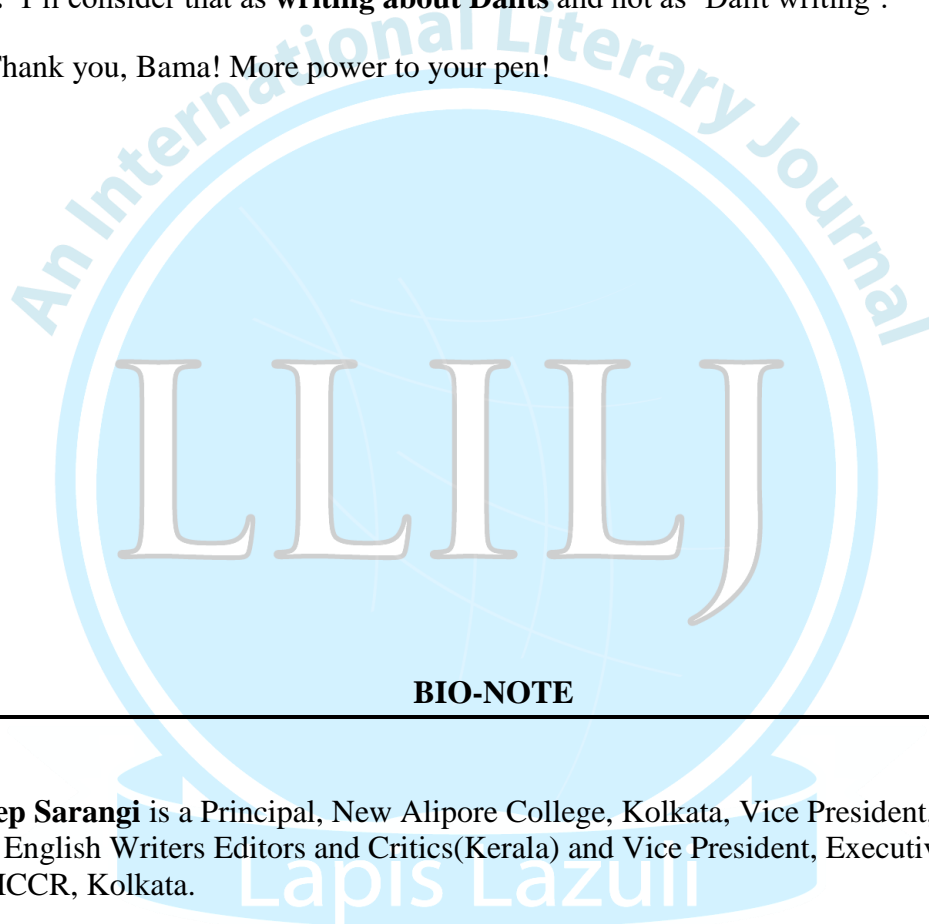 I'll consider that as writing about Dalits and not as 'Dalit writing'.
Thank you, Bama! More power to your pen!
An International Literary Journal
LLILJ
BIO-NOTE
ep Sarangi is a Principal, New Alipore College, Kolkata, Vice President,
English Writers Editors and Critics(Kerala) and Vice President, Executiv
ICCR, Kolkata.
Lapis Lazuli